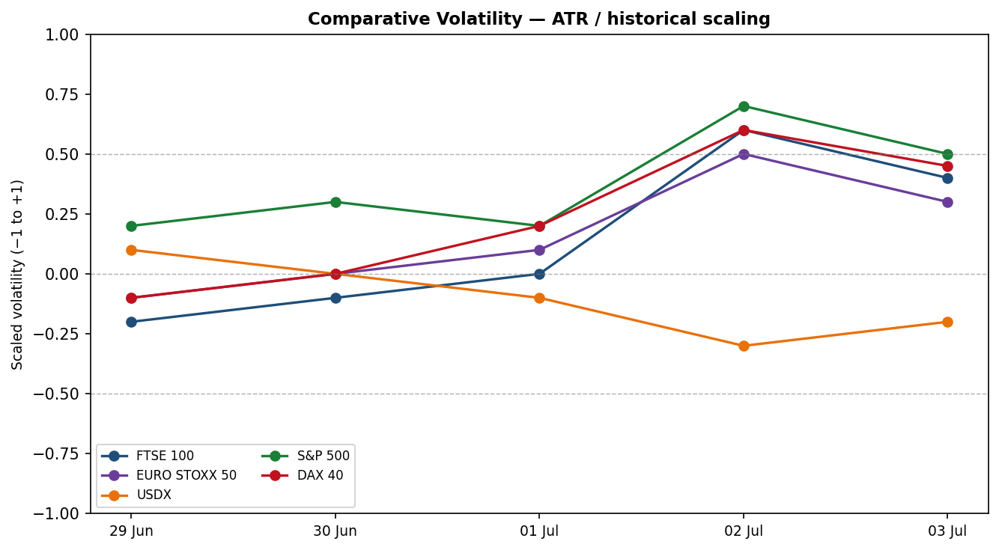 Comparative Volatility — ATR / historical scaling
Scaled volatility (−1 to +1)
1.00
0.75
0.50
0.25
0.00
−0.25
−0.50
−0.75
−1.00
FTSE 100
EURO STOXX 50
USDX
S&P 500
DAX 40
29 Jun
30 Jun
01 Jul
02 Jul
03 Jul